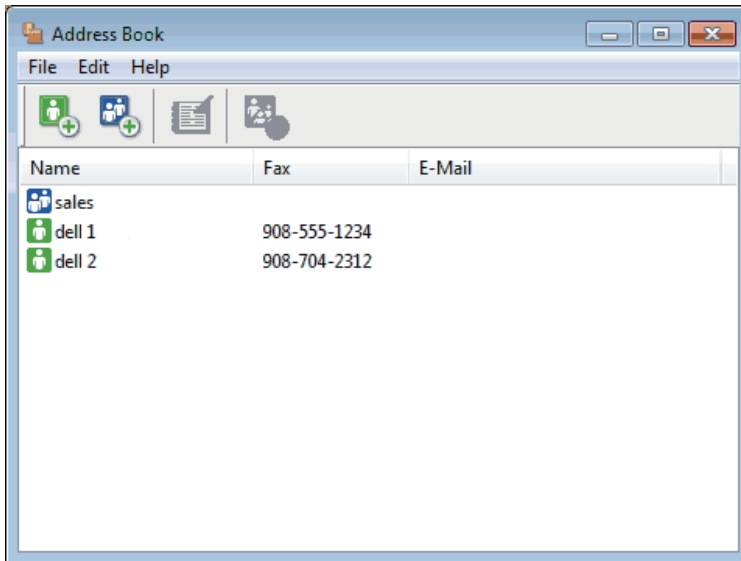 Address Book
File Edit Help
Name Fax E-Mail
sales
dell 1 908-555-1234
dell 2 908-704-2312